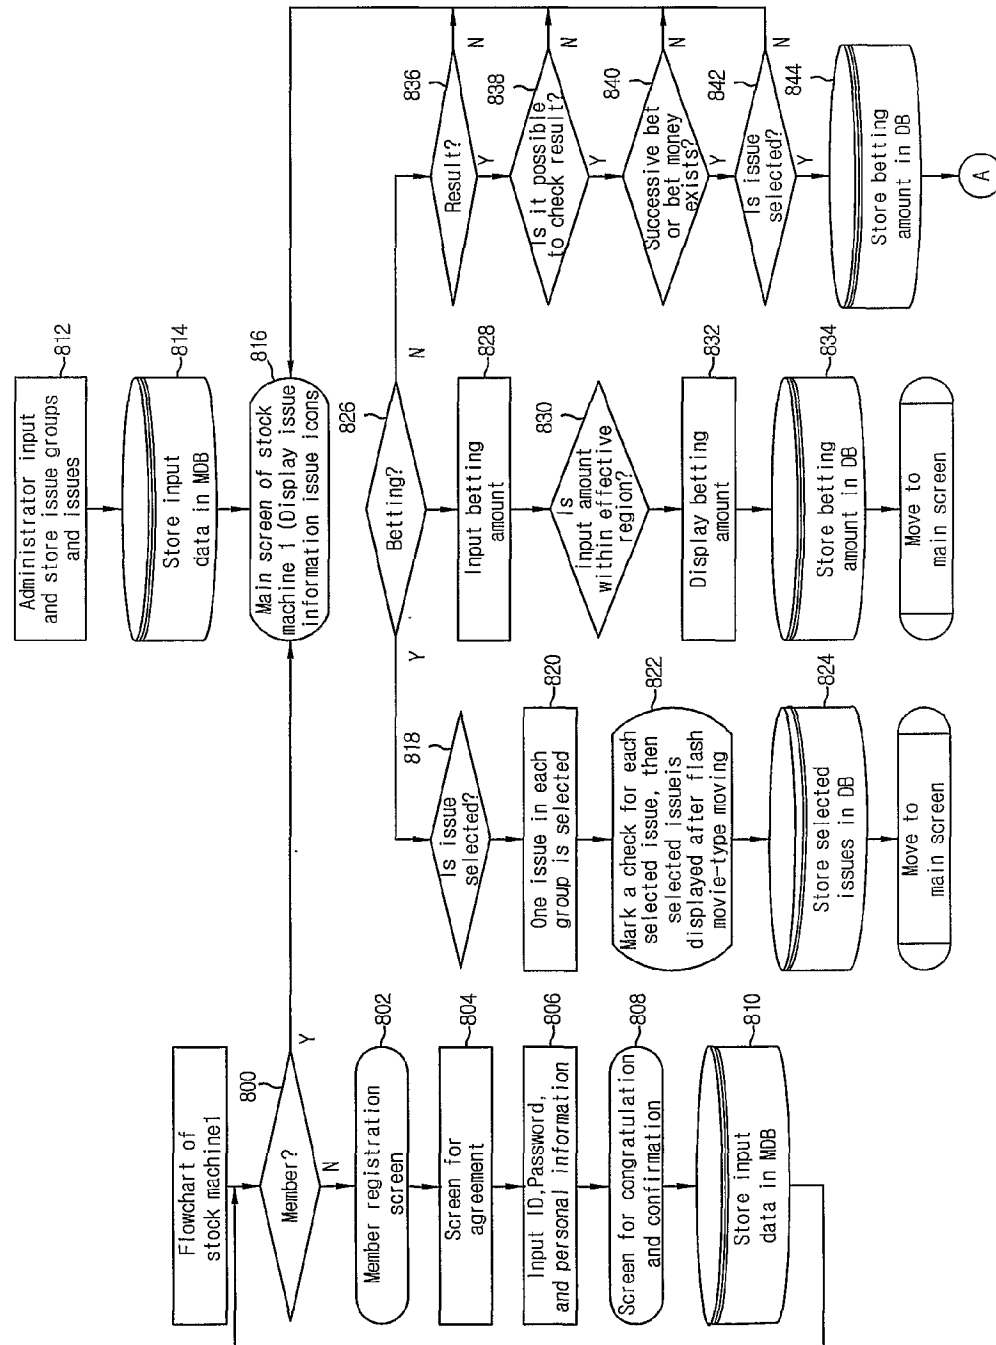 Flowchart of
stock machine1
800
Member?
Y
N
802
Member registration
screen
804
Screen for
agreement
806
Input ID,Password,
and personal information
808
Screen for congratulation
and confirmation
810
Store input
data in MDB
812
Administrator input
and store issue groups
and issues
814
Store input
data in MDB
816
Main screen of stock
machine 1 (Display issue
information issue icons
818
Is issue
selected?
820
One issue in each
group is selected
822
Mark a check for each
selected issue, then
selected issueis
displayed after flash
movie-type moving
824
Store selected
issues in DB
Move to
main screen
826
Betting?
Y
N
828
Input betting
amount
830
Is
input amount
within effective
region?
832
Display betting
amount
834
Store betting
amount in DB
Move to
main screen
836
Result?
N
Y
838
Is it possible
to check result?
N
Y
840
Successive bet
or bet money
exists?
N
Y
842
Is issue
selected?
N
Y
844
Store betting
amount in DB
A